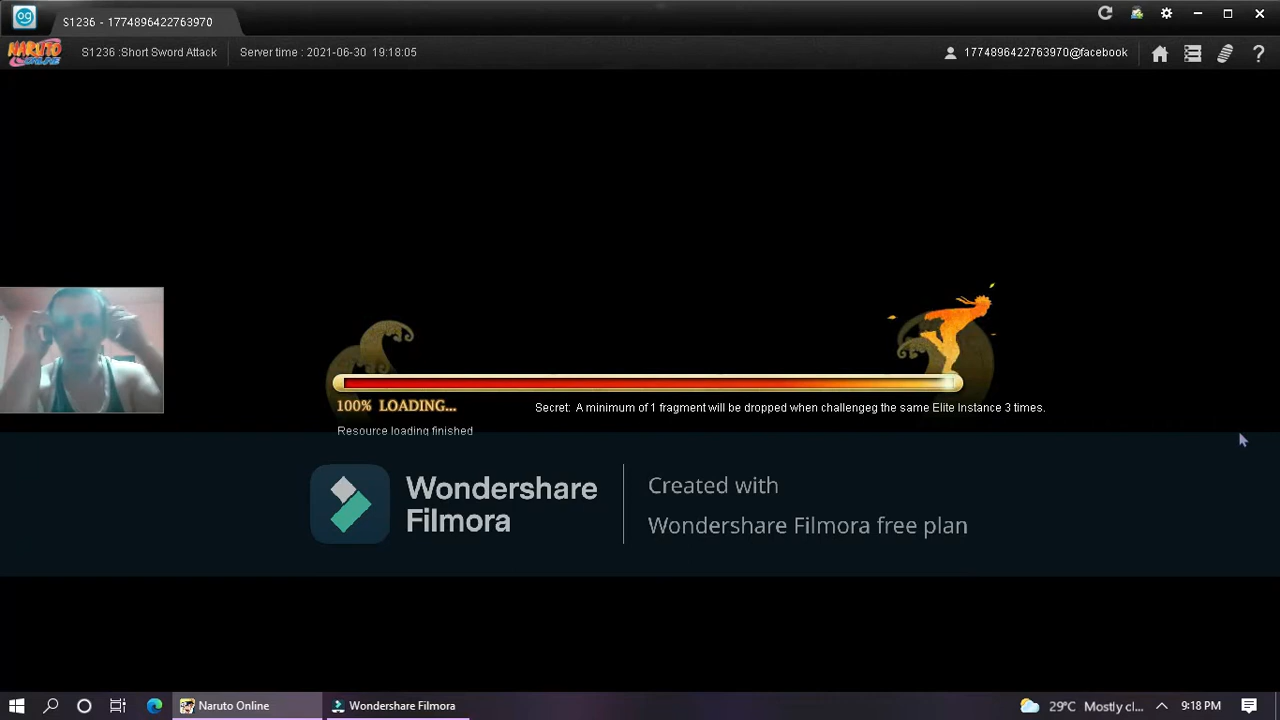 S1236 - 1774896422763970
S1236 :Short Sword Attack
Server time : 2021-06-30 19:18:05
1774896422763970@facebook
NARUTO
ONLINE
100% LOADING...
Secret: A minimum of 1 fragment will be dropped when challengeg the same Elite Instance 3 times.
Resource loading finished
Wondershare
Filmora
Created with
Wondershare Filmora free plan
Naruto Online
Wondershare Filmora
29°C Mostly cl...
9:18 PM